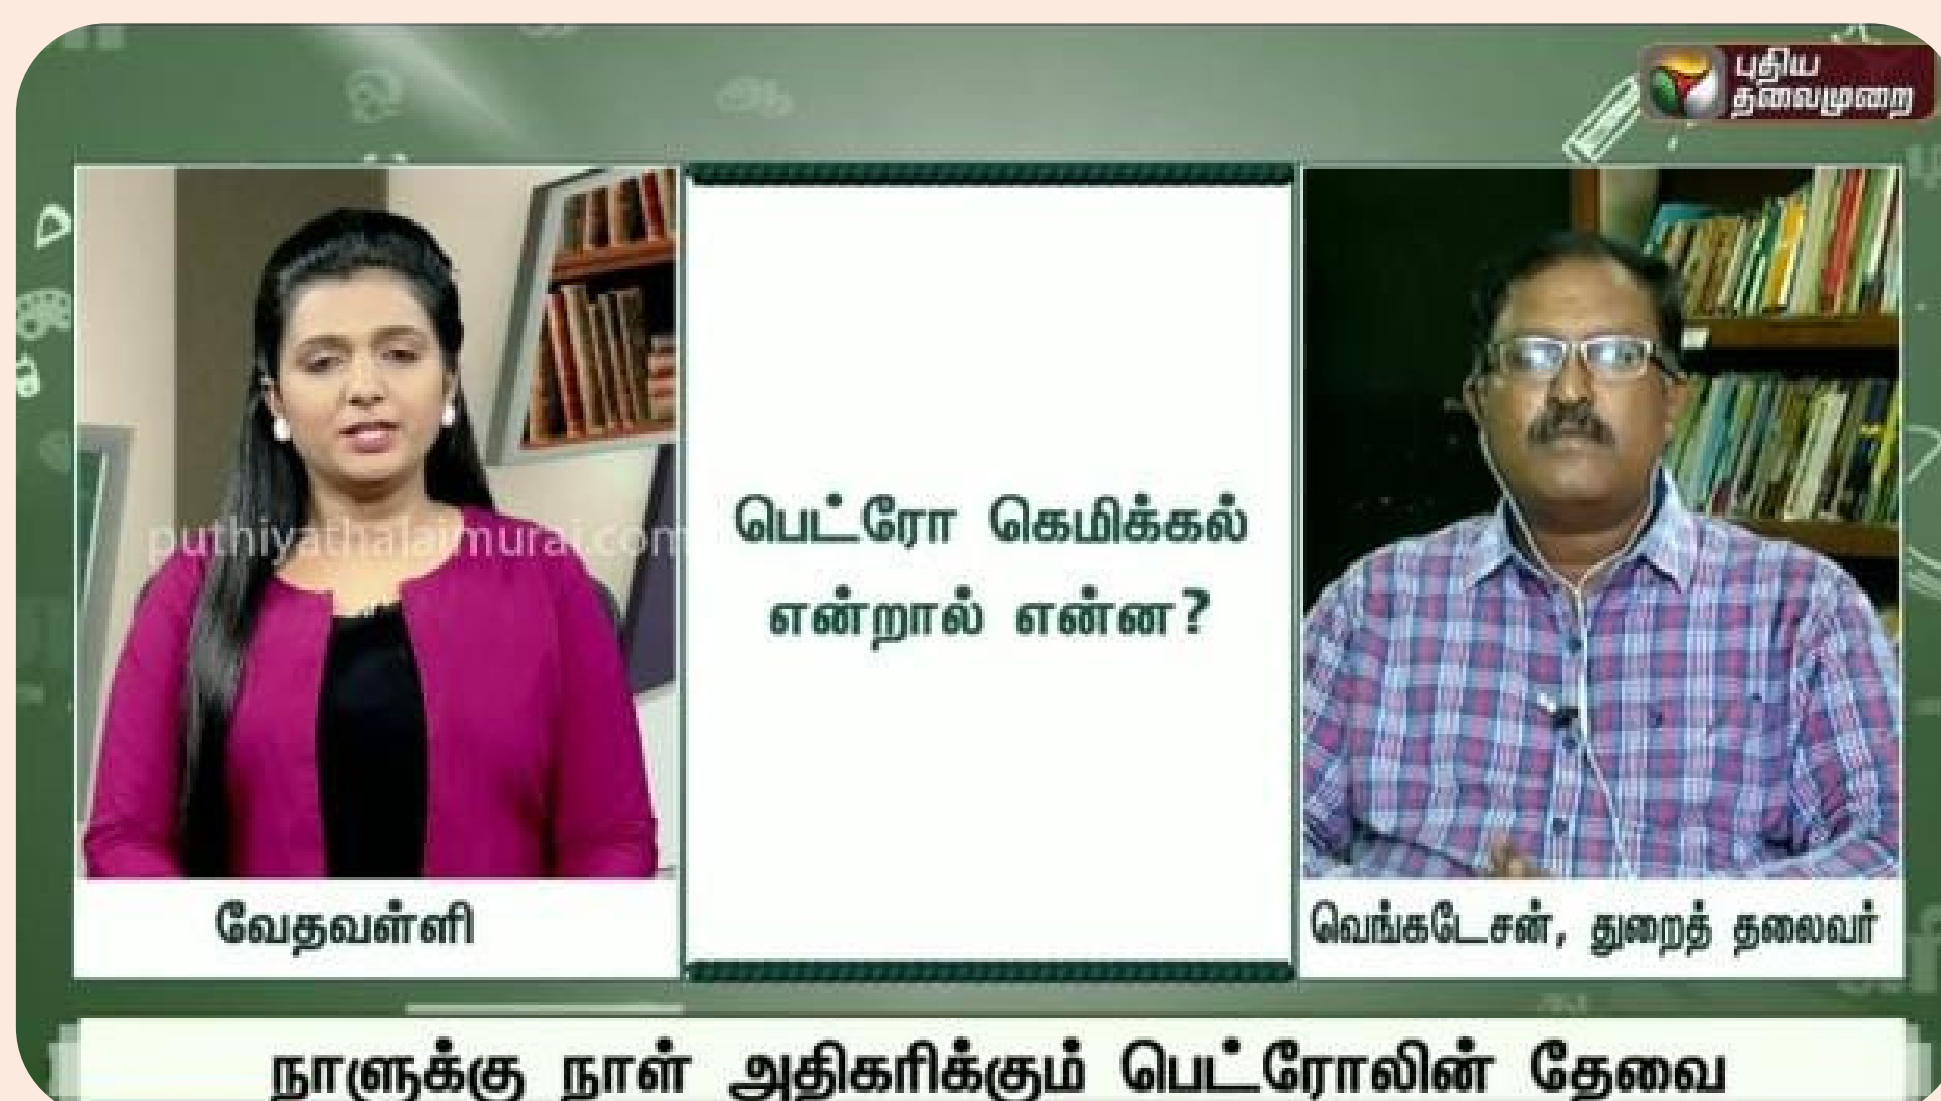 புதிய
தலைமுறை
puthiyathalaimurai.com
பெட்ரோ கெமிக்கல்
என்றால் என்ன?
வேதவள்ளி
வெங்கடேசன், துறைத் தலைவர்
நாளுக்கு நாள் அதிகரிக்கும் பெட்ரோலின் தேவை